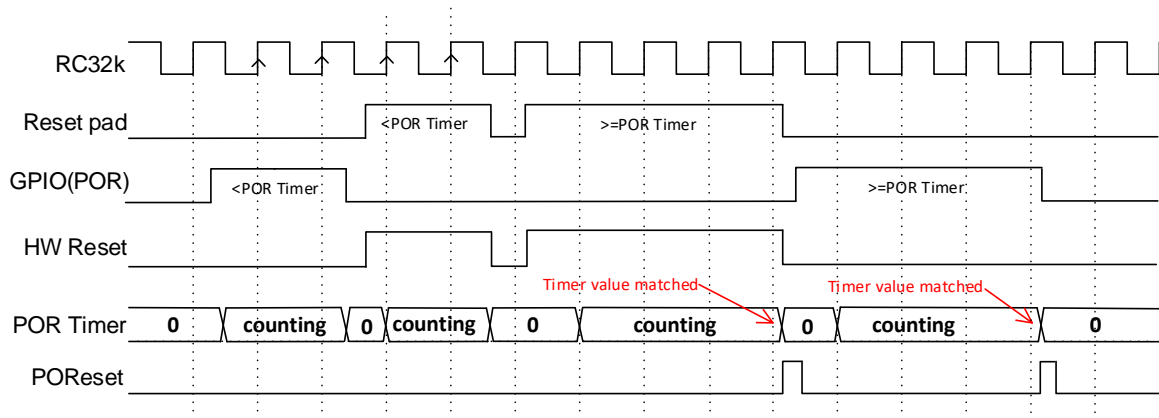 RC32k
Reset pad
<POR Timer
>=POR Timer
GPIO(POR)
<POR Timer
>=POR Timer
HW Reset
Timer value matched
Timer value matched
POR Timer
0
counting
0
counting
0
counting
0
counting
0
POReset